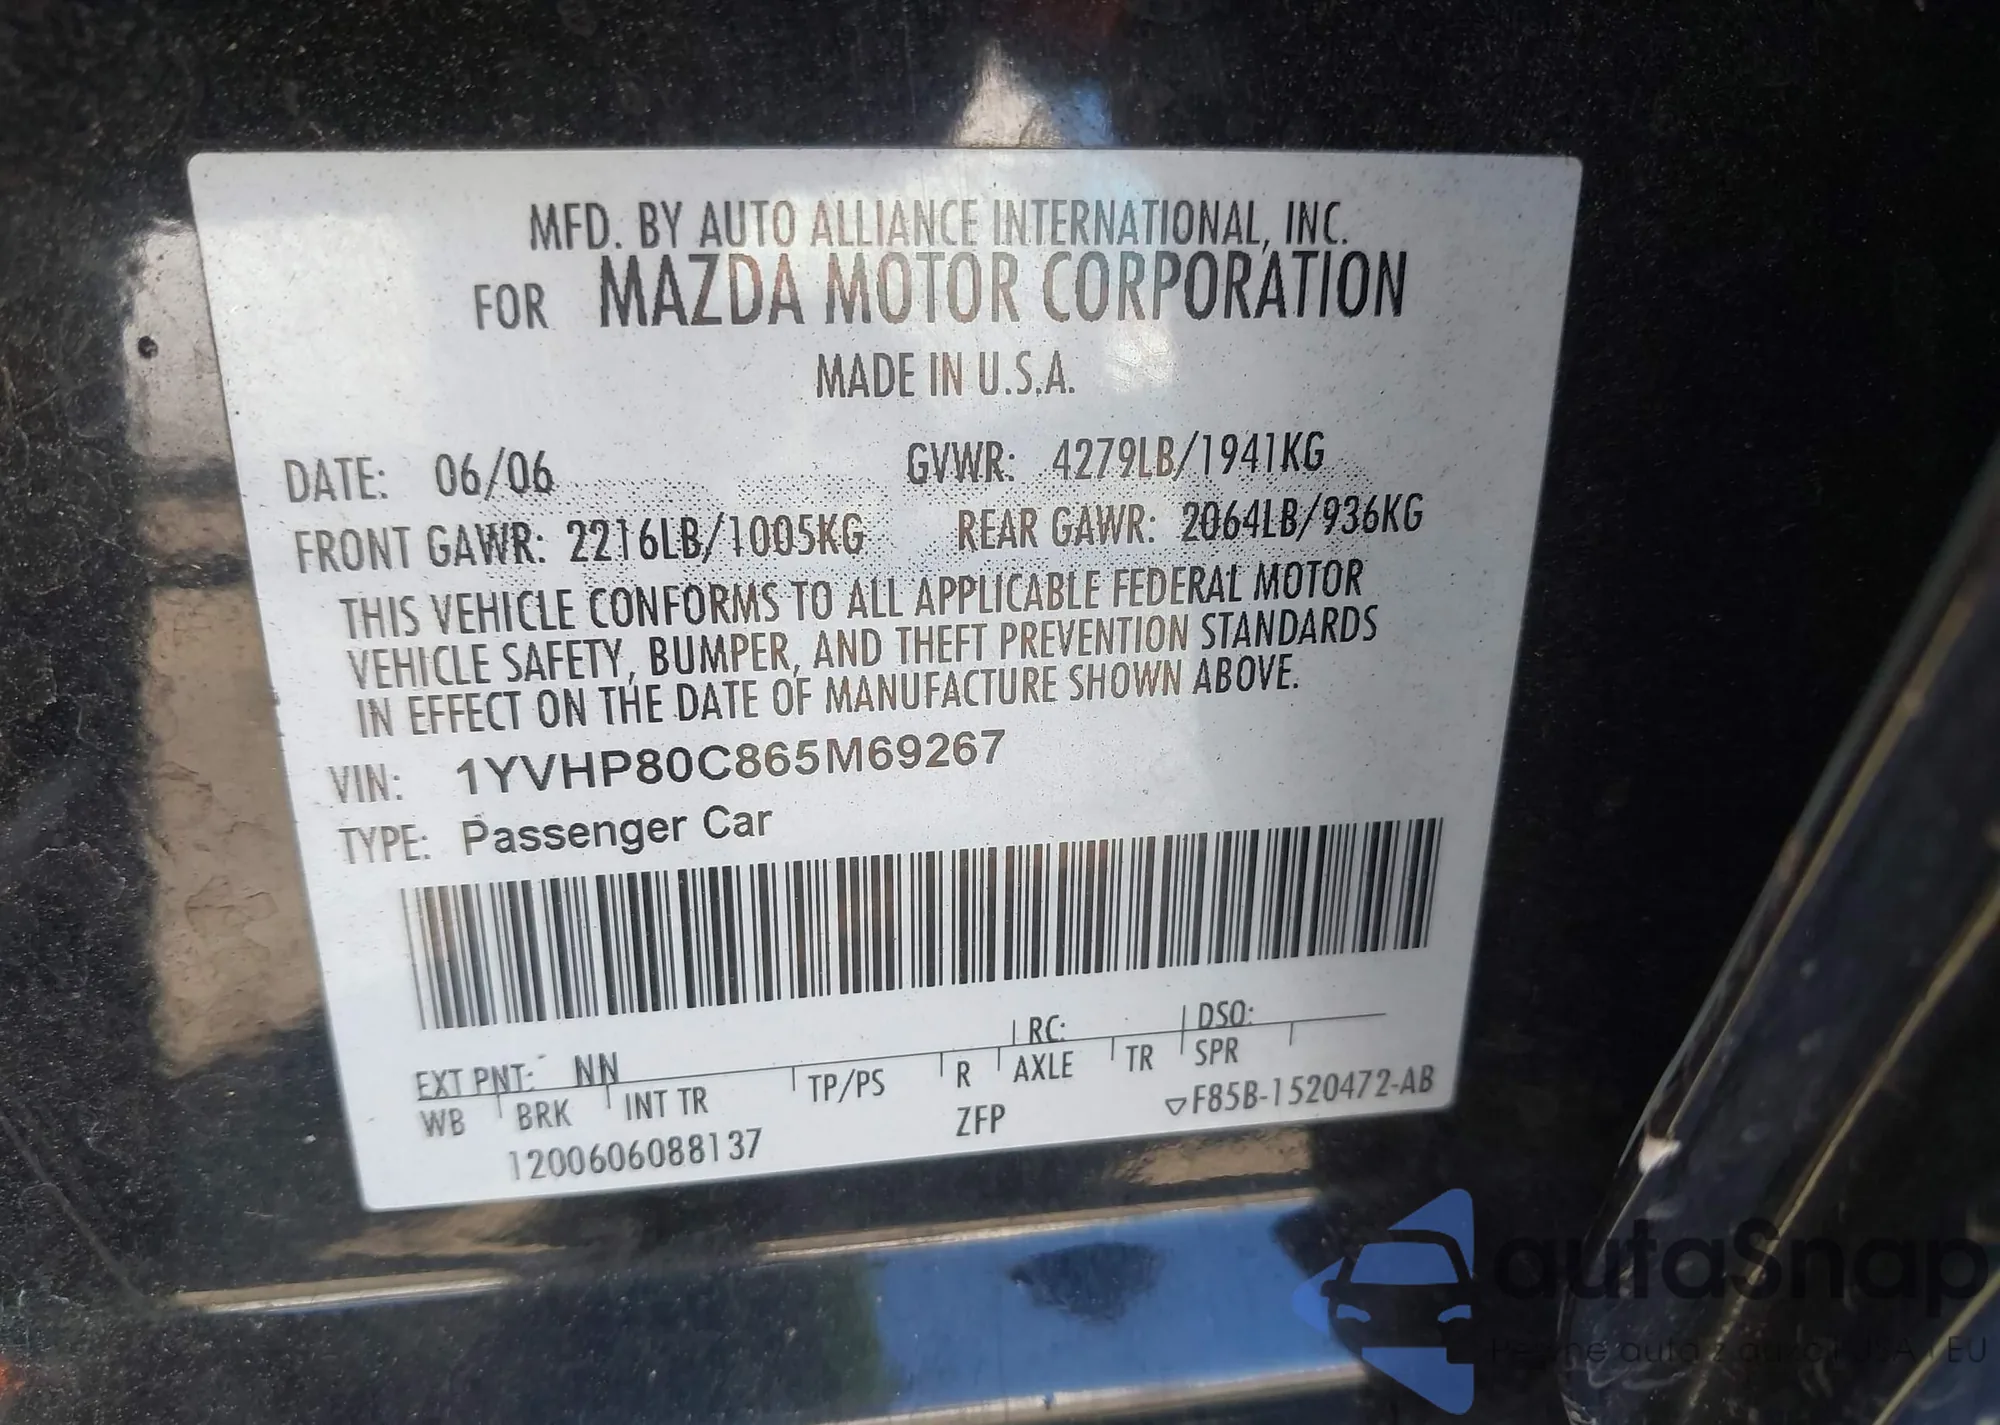 MFD. BY AUTO ALLIANCE INTERNATIONAL, INC.
FOR MAZDA MOTOR CORPORATION
MADE IN U.S.A.
DATE: 06/06 GVWR: 4279LB/1941KG
FRONT GAWR: 2216LB/1005KG REAR GAWR: 2064LB/936KG
THIS VEHICLE CONFORMS TO ALL APPLICABLE FEDERAL MOTOR
VEHICLE SAFETY, BUMPER, AND THEFT PREVENTION STANDARDS
IN EFFECT ON THE DATE OF MANUFACTURE SHOWN ABOVE.
VIN: 1YVHP80C865M69267
TYPE: Passenger Car
EXT PNT: NN RC: DSO:
WB BRK INT TR TP/PS R AXLE TR SPR
1200606088137 ZFP ▽F85B-1520472-AB
autoSnap
auta z USA EU